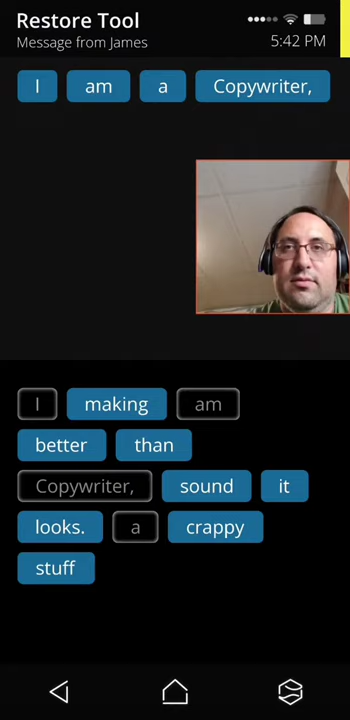 Restore Tool
Message from James
5:42 PM
I am a Copywriter,
I making am
better than
Copywriter, sound it
looks. a crappy
stuff